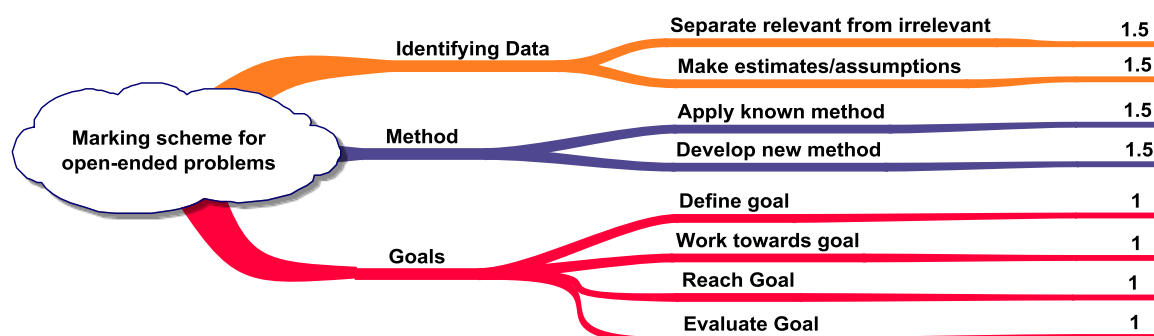 Marking scheme for
open-ended problems
Identifying Data
Separate relevant from irrelevant 1.5
Make estimates/assumptions 1.5
Method
Apply known method 1.5
Develop new method 1.5
Goals
Define goal 1
Work towards goal 1
Reach Goal 1
Evaluate Goal 1